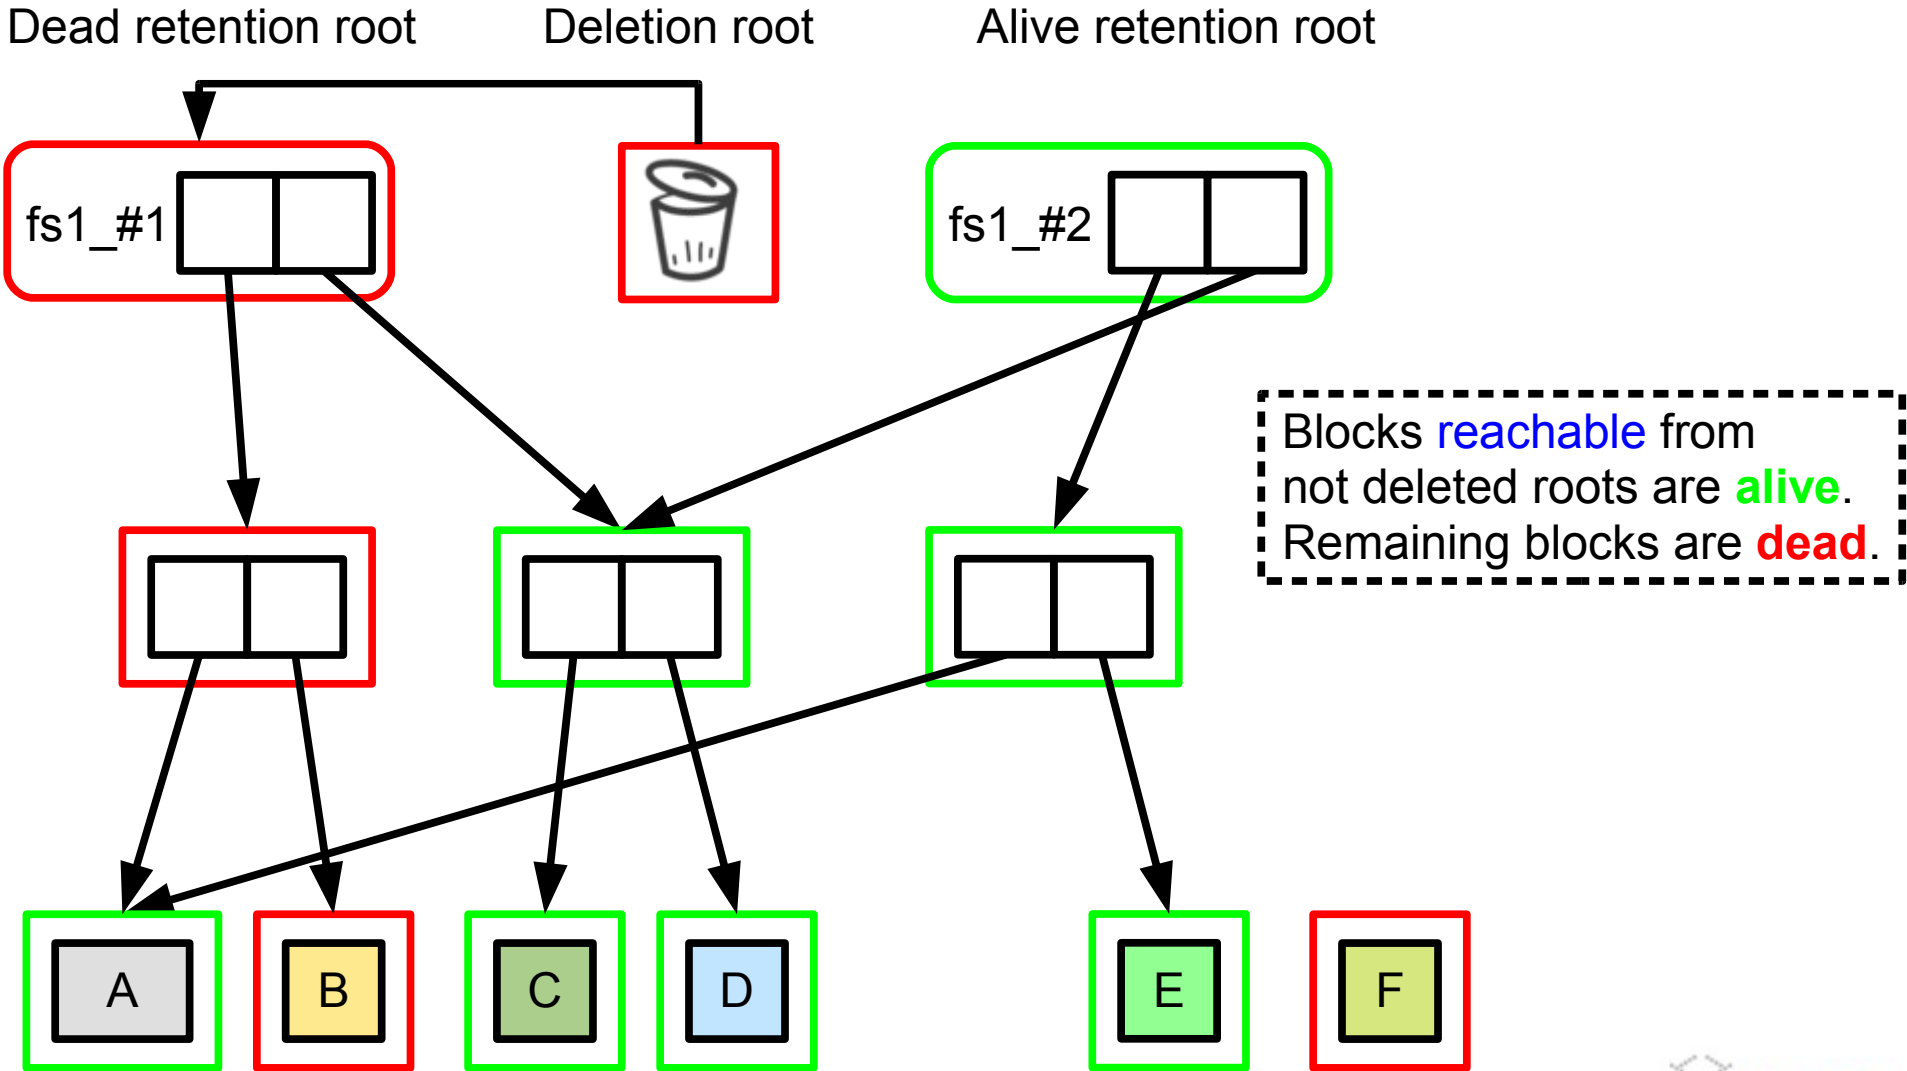 Dead retention root
Deletion root
Alive retention root
fs1_#1
fs1_#2
Blocks reachable from
not deleted roots are alive.
Remaining blocks are dead.
A
B
C
D
E
F